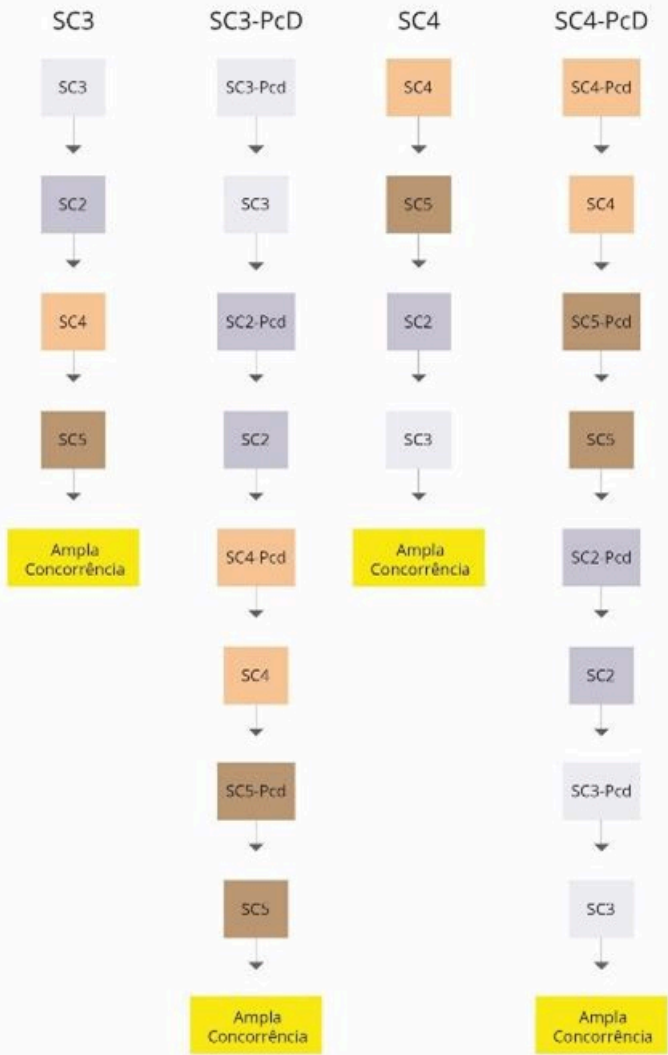 SC3
SC3
SC2
SC4
SC5
Ampla
Concorrência
SC3-PcD
SC3-Pcd
SC3
SC2-Pcd
SC2
SC4-Pcd
SC4
SC5-Pcd
SC5
Ampla
Concorrência
SC4
SC4
SC5
SC2
SC3
Ampla
Concorrência
SC4-PcD
SC4-Pcd
SC4
SC5-Pcd
SC5
SC2-Pcd
SC2
SC3-Pcd
SC3
Ampla
Concorrência